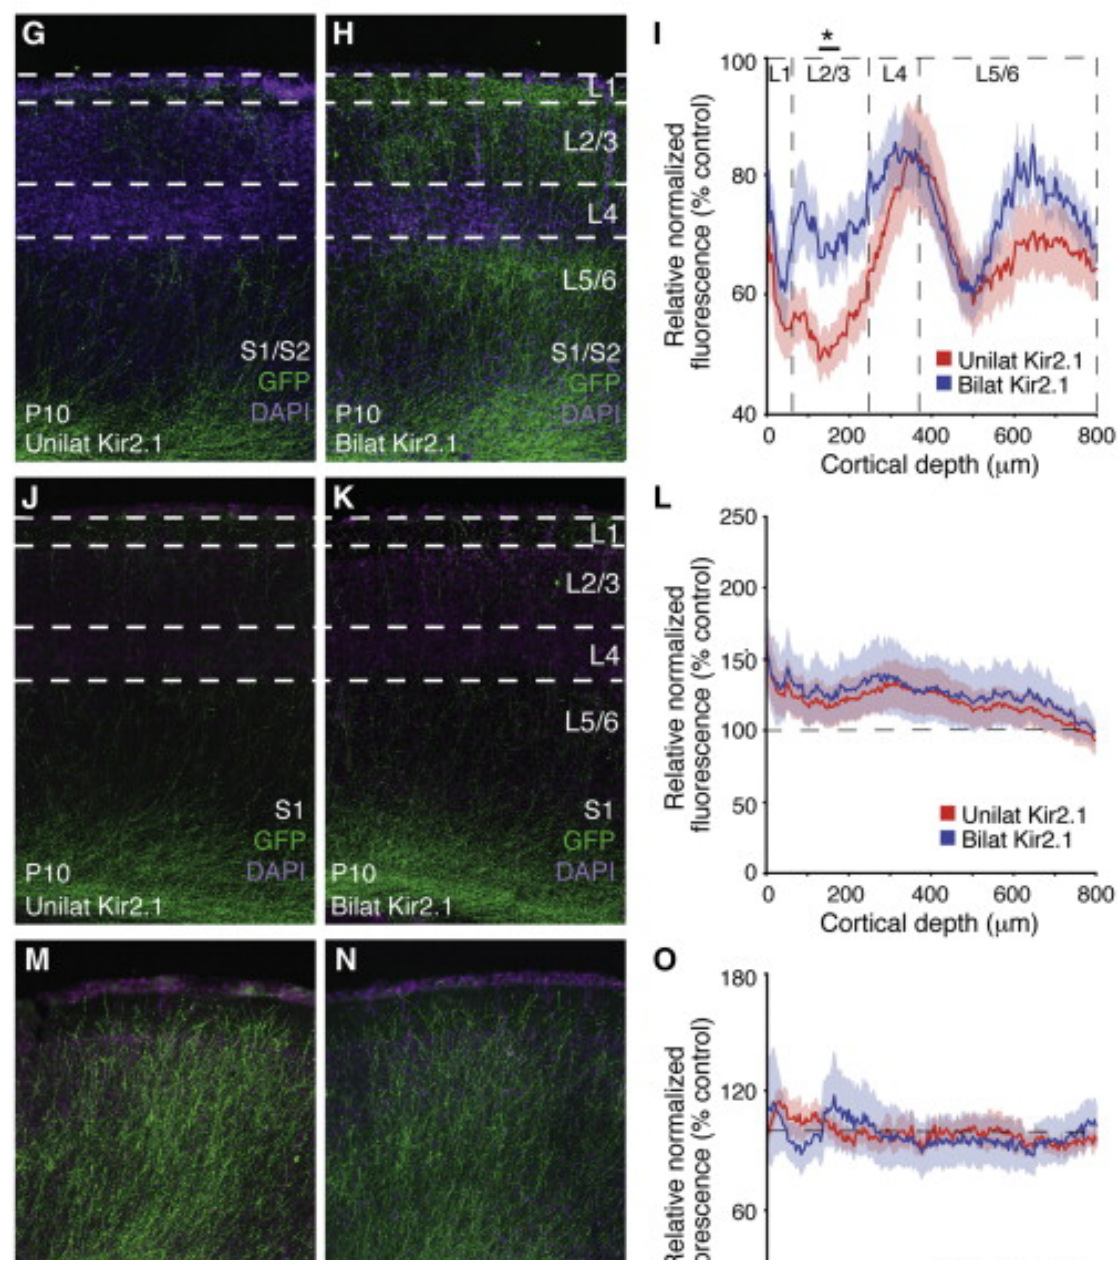 G
H
I
L1
L2/3
L4
L5/6
S1/S2
GFP
DAPI
P10
Unilat Kir2.1
S1/S2
GFP
DAPI
P10
Bilat Kir2.1
*
100
80
60
40
L1
L2/3
L4
L5/6
Relative normalized
fluorescence (% control)
Unilat Kir2.1
Bilat Kir2.1
0 200 400 600 800
Cortical depth (μm)
J
K
L
L1
L2/3
L4
L5/6
S1
GFP
DAPI
P10
Unilat Kir2.1
S1
GFP
DAPI
P10
Bilat Kir2.1
250
200
150
100
50
0
Relative normalized
fluorescence (% control)
Unilat Kir2.1
Bilat Kir2.1
0 200 400 600 800
Cortical depth (μm)
M
N
O
180
120
60
Relative normalized
orescence (% control)